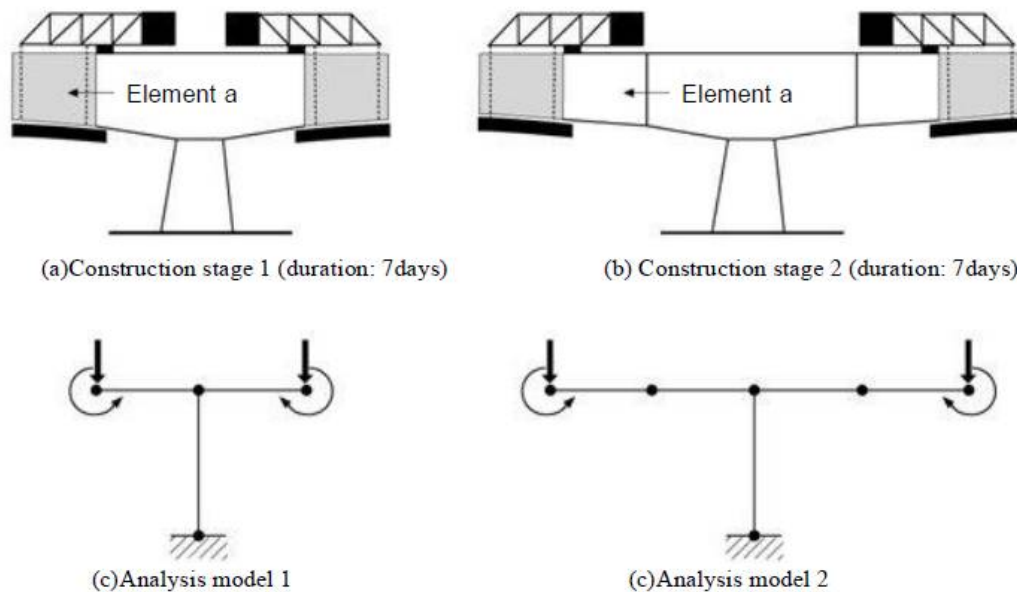 Element a
Element a
(a)Construction stage 1 (duration: 7days)
(b) Construction stage 2 (duration: 7days)
(c)Analysis model 1
(c)Analysis model 2